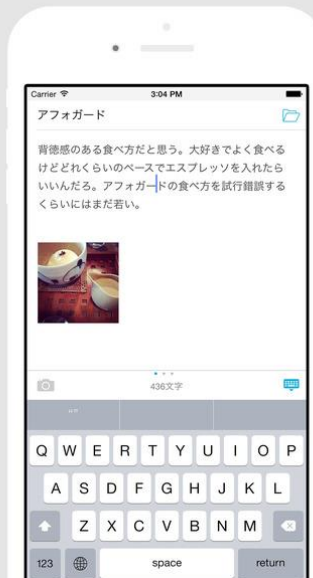 Carrier 3:04 PM
アフォガード
背徳感のある食べ方だと思う。大好きでよく食べる
けどどれくらいのペースでエスプレッソを入れたら
いいんだろ。アフォガードの食べ方を試行錯誤する
くらいにはまだ若い。
436文字
Q W E R T Y U I O P
A S D F G H J K L
Z X C V B N M
123 space return